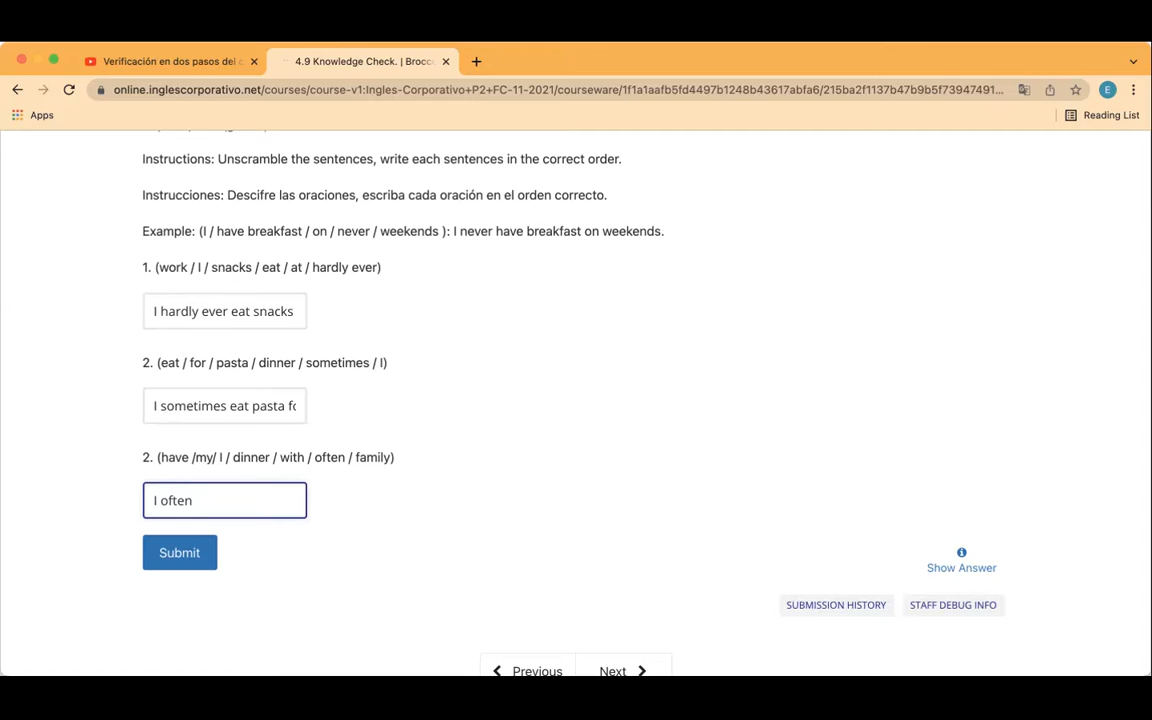 Verificación en dos pasos del c
4.9 Knowledge Check. | Brocc
online.inglescorporativo.net/courses/course-v1:Ingles-Corporativo+P2+FC-11-2021/courseware/1f1a1aafb5fd4497b1248b43617abfa6/215ba2f1137b47b9b5f73947491...
E
Apps
Reading List
Instructions: Unscramble the sentences, write each sentences in the correct order.
Instrucciones: Descifre las oraciones, escriba cada oración en el orden correcto.
Example: (I / have breakfast / on / never / weekends ): I never have breakfast on weekends.
1. (work / I / snacks / eat / at / hardly ever)
I hardly ever eat snacks
2. (eat / for / pasta / dinner / sometimes / I)
I sometimes eat pasta fo
2. (have /my/ I / dinner / with / often / family)
I often
Submit
Show Answer
SUBMISSION HISTORY
STAFF DEBUG INFO
Previous
Next